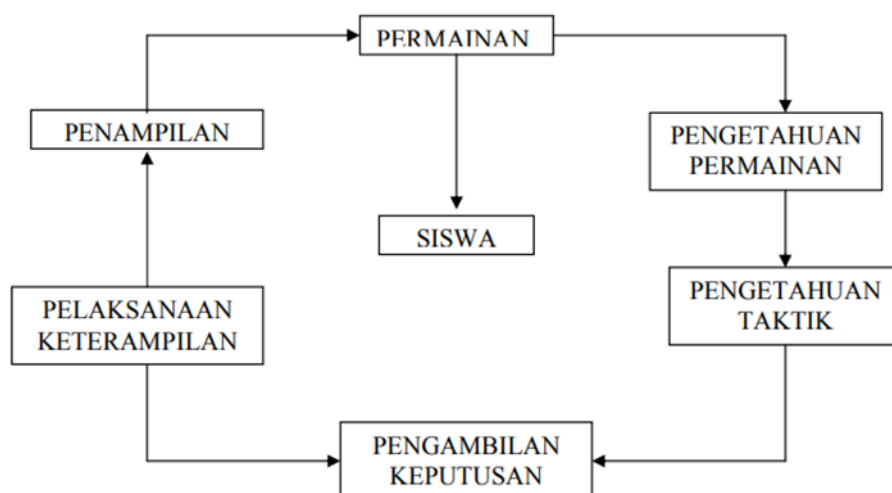 PERMAINAN
PENAMPILAN
PENGETAHUAN
PERMAINAN
SISWA
PENGETAHUAN
TAKTIK
PELAKSANAAN
KETERAMPILAN
PENGAMBILAN
KEPUTUSAN